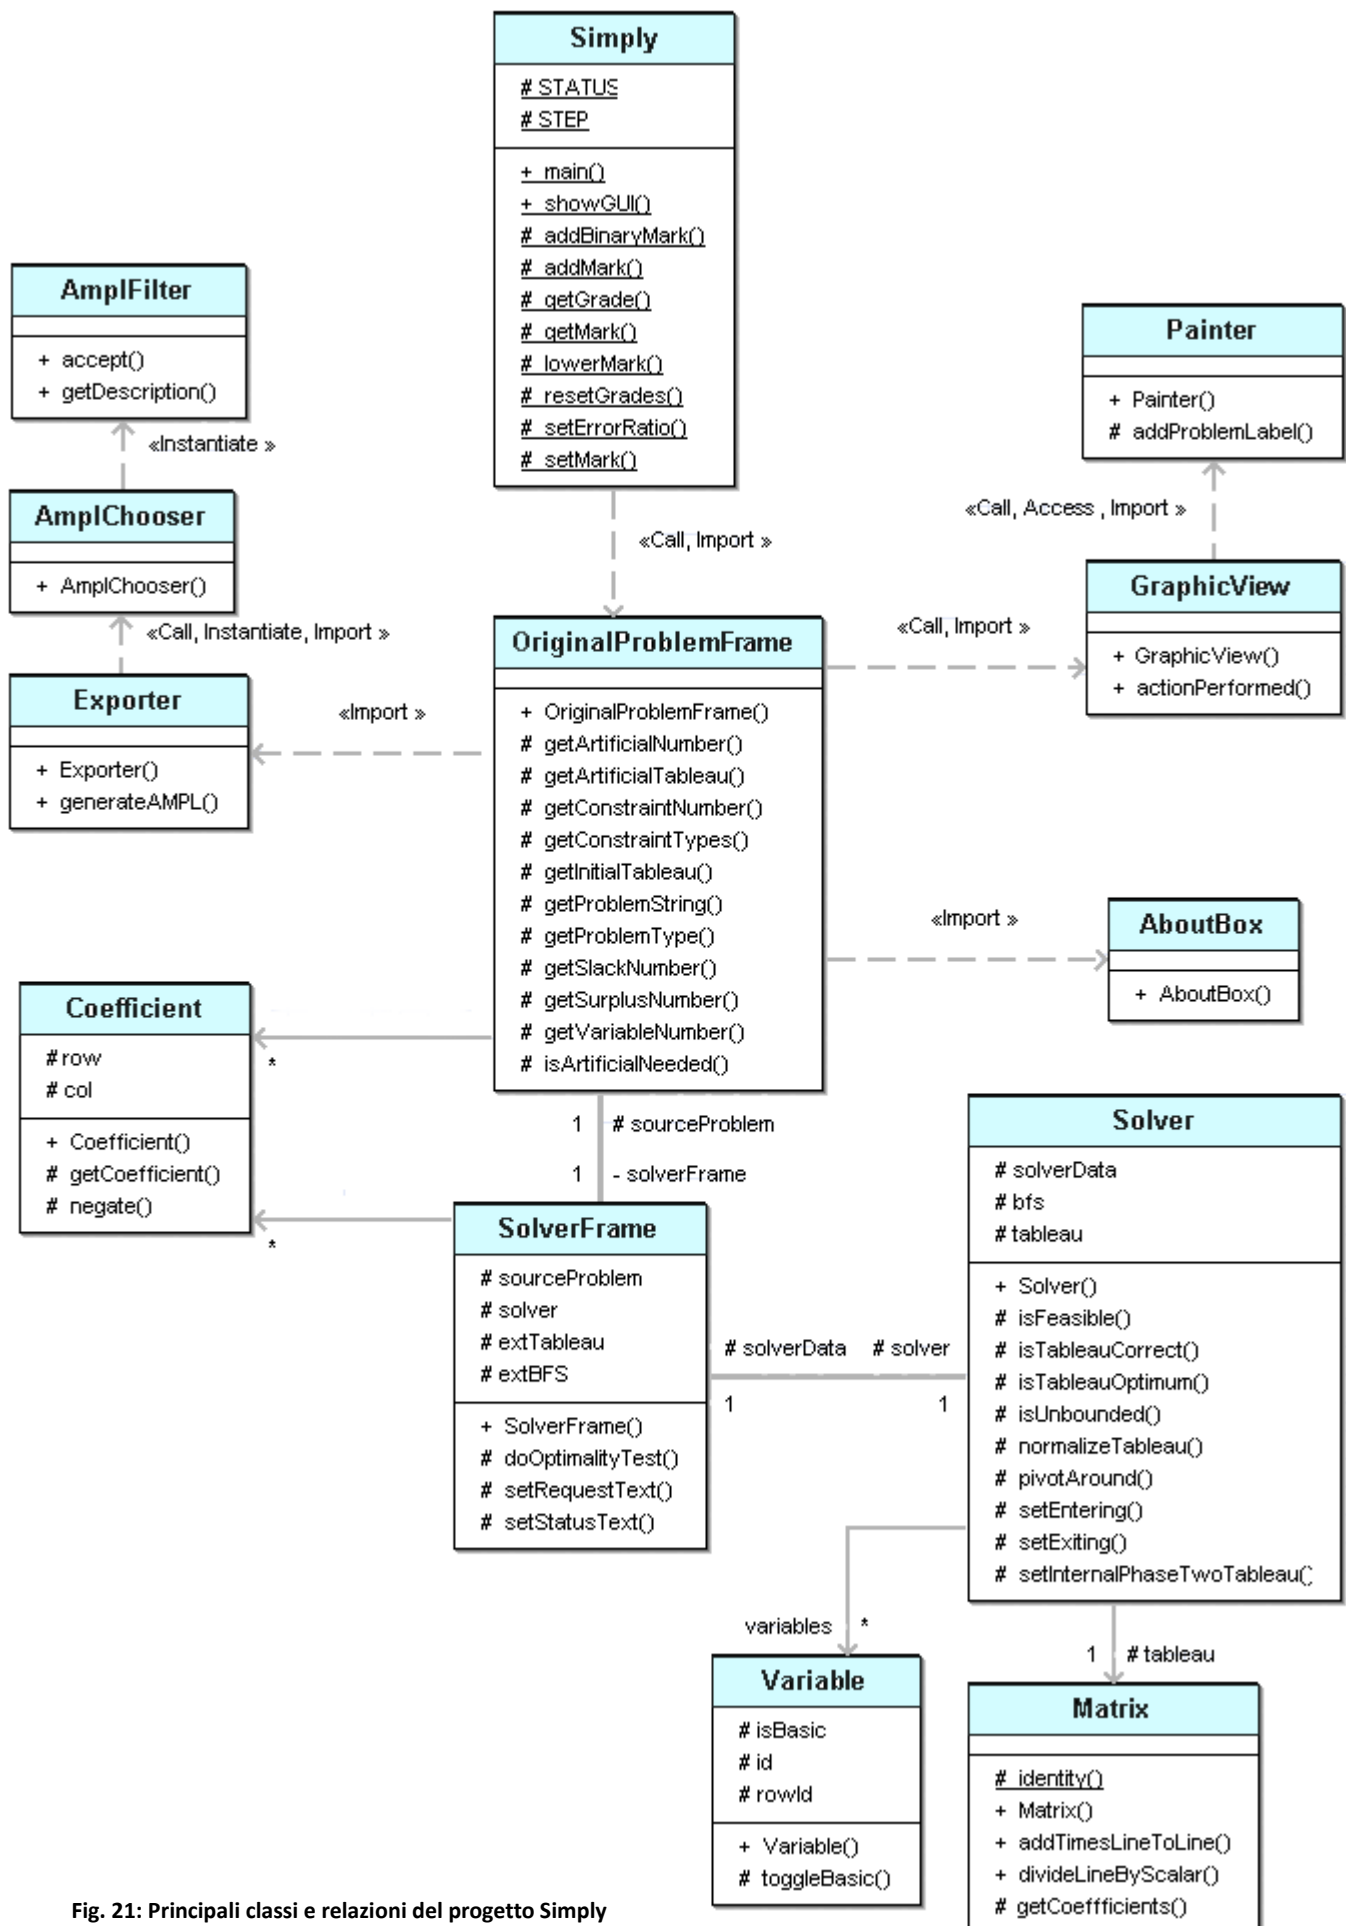 Simply
# STATUS
# STEP
+ main()
+ showGUI()
# addBinaryMark()
# addMark()
# getGrade()
# getMark()
# lowerMark()
# resetGrades()
# setErrorRatio()
# setMark()
AmplFilter
+ accept()
+ getDescription()
«Instantiate »
AmplChooser
+ AmplChooser()
«Call, Instantiate, Import »
Exporter
+ Exporter()
+ generateAMPL()
«Import »
«Call, Import »
Painter
+ Painter()
# addProblemLabel()
«Call, Access , Import »
GraphicView
+ GraphicView()
+ actionPerformed()
«Call, Import »
OriginalProblemFrame
+ OriginalProblemFrame()
# getArtificialNumber()
# getArtificialTableau()
# getConstraintNumber()
# getConstraintTypes()
# getInitialTableau()
# getProblemString()
# getProblemType()
# getSlackNumber()
# getSurplusNumber()
# getVariableNumber()
# isArtificialNeeded()
«Import »
AboutBox
+ AboutBox()
Coefficient
# row
# col
+ Coefficient()
# getCoefficient()
# negate()
*
*
1 # sourceProblem
1 - solverFrame
SolverFrame
# sourceProblem
# solver
# extTableau
# extBFS
+ SolverFrame()
# doOptimalityTest()
# setRequestText()
# setStatusText()
# solverData # solver
1 1
Solver
# solverData
# bfs
# tableau
+ Solver()
# isFeasible()
# isTableauCorrect()
# isTableauOptimum()
# isUnbounded()
# normalizeTableau()
# pivotAround()
# setEntering()
# setExiting()
# setInternalPhaseTwoTableau()
variables *
1 # tableau
Variable
# isBasic
# id
# rowId
+ Variable()
# toggleBasic()
Matrix
# identity()
+ Matrix()
+ addTimesLineToLine()
+ divideLineByScalar()
# getCoeffficients()
Fig. 21: Principali classi e relazioni del progetto Simply